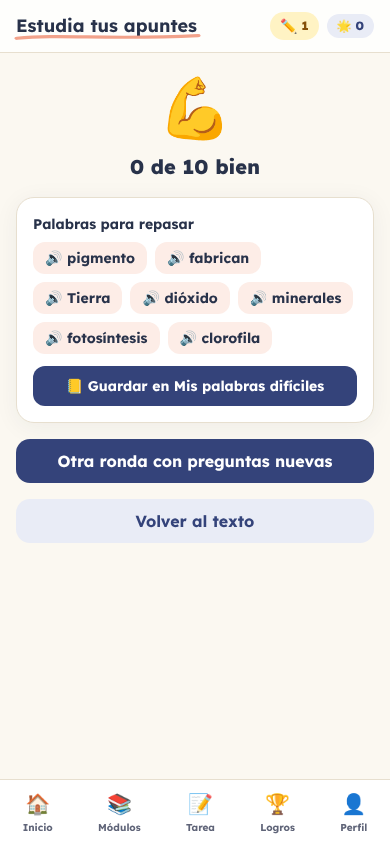 Estudia tus apuntes
1
0
0 de 10 bien
Palabras para repasar
pigmento
fabrican
Tierra
dióxido
minerales
fotosíntesis
clorofila
Guardar en Mis palabras difíciles
Otra ronda con preguntas nuevas
Volver al texto
Inicio
Módulos
Tarea
Logros
Perfil